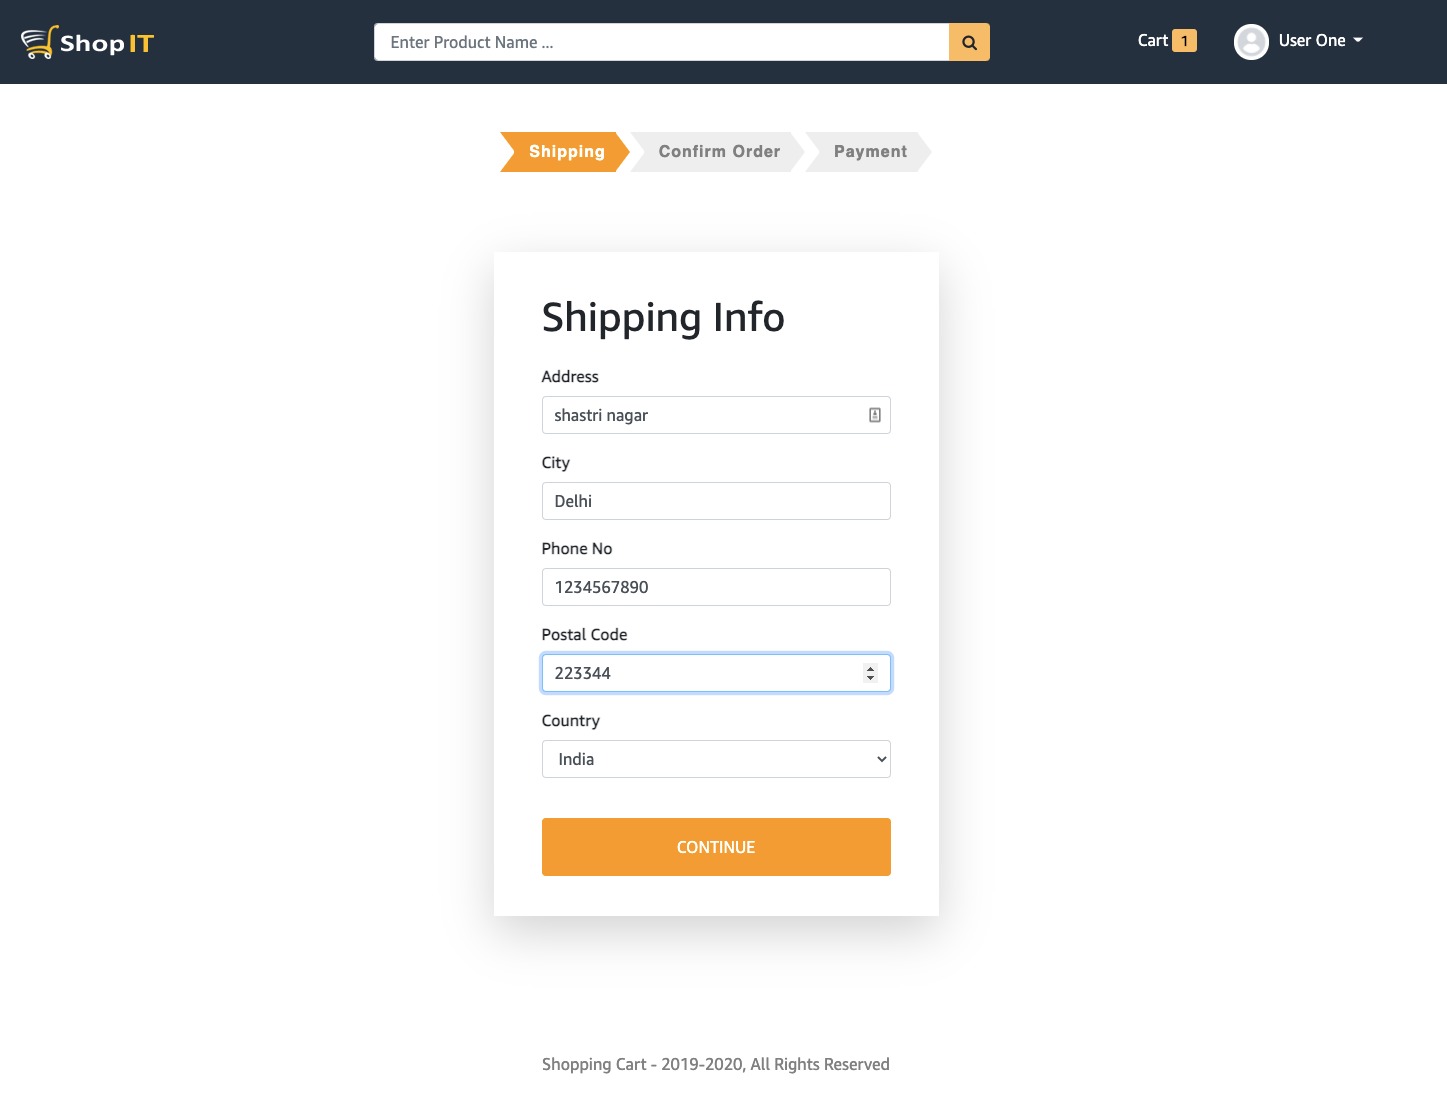 Shop IT
Enter Product Name ...
Cart 1
User One
Shipping
Confirm Order
Payment
Shipping Info
Address
shastri nagar
City
Delhi
Phone No
1234567890
Postal Code
223344
Country
India
CONTINUE
Shopping Cart - 2019-2020, All Rights Reserved